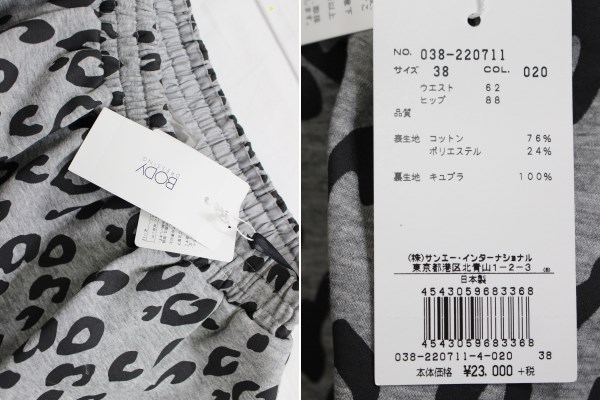 BODY
NO. 038-220711
サイズ 38 COL. 020
ウエスト 62
ヒップ 88
品質
表生地 コットン 76%
ポリエステル 24%
裏生地 キュプラ 100%
(株)サンエー・インターナショナル
東京都港区北青山1-2-3
日本製
4543059683368
4543059683368
038-220711-4-020 38
本体価格 ¥23,000 +税